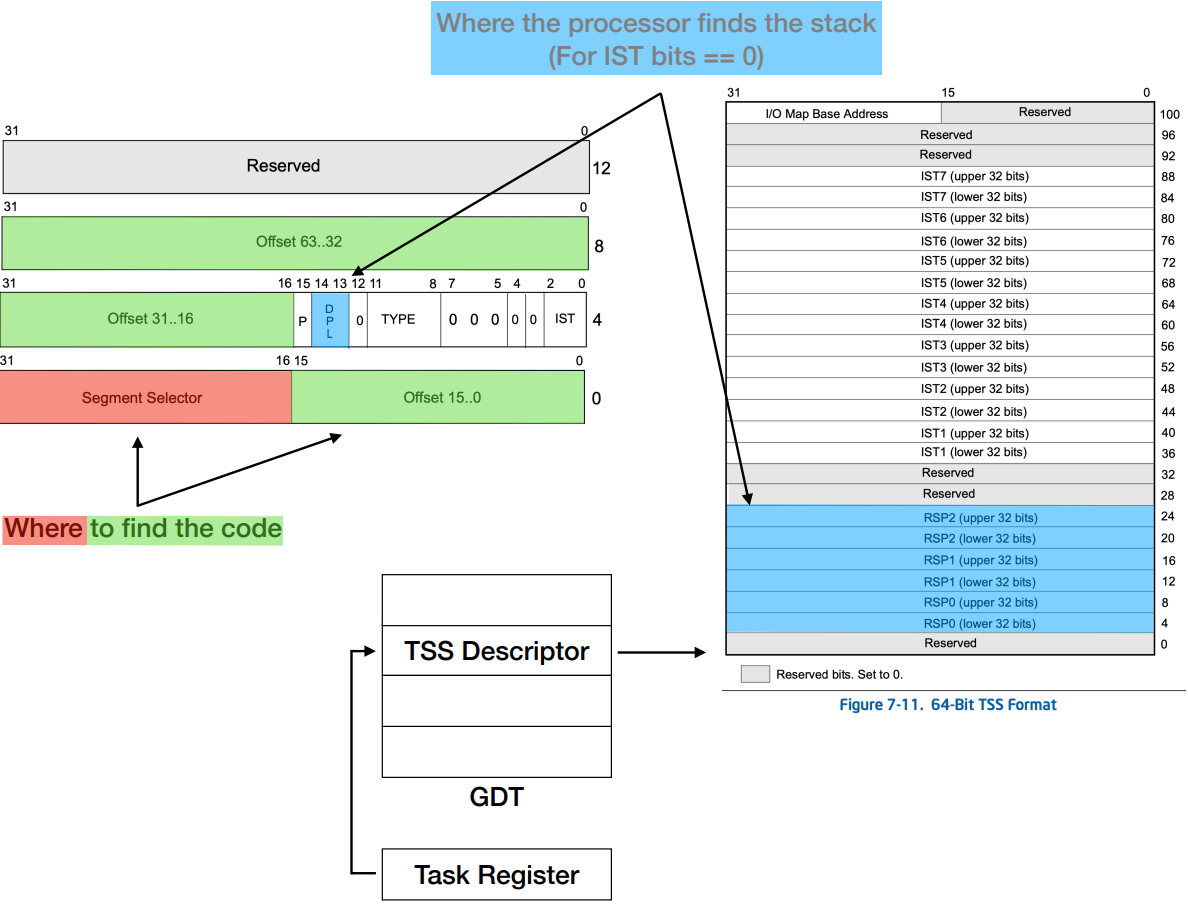 Where the processor finds the stack
(For IST bits == 0)
31 0
Reserved 12
31 0
Offset 63..32 8
31 16 15 14 13 12 11 8 7 5 4 2 0
Offset 31..16 P DPL 0 TYPE 0 0 0 0 0 IST 4
31 16 15 0
Segment Selector Offset 15..0 0
Where to find the code
31 15 0
I/O Map Base Address Reserved 100
Reserved 96
Reserved 92
IST7 (upper 32 bits) 88
IST7 (lower 32 bits) 84
IST6 (upper 32 bits) 80
IST6 (lower 32 bits) 76
IST5 (upper 32 bits) 72
IST5 (lower 32 bits) 68
IST4 (upper 32 bits) 64
IST4 (lower 32 bits) 60
IST3 (upper 32 bits) 56
IST3 (lower 32 bits) 52
IST2 (upper 32 bits) 48
IST2 (lower 32 bits) 44
IST1 (upper 32 bits) 40
IST1 (lower 32 bits) 36
Reserved 32
Reserved 28
RSP2 (upper 32 bits) 24
RSP2 (lower 32 bits) 20
RSP1 (upper 32 bits) 16
RSP1 (lower 32 bits) 12
RSP0 (upper 32 bits) 8
RSP0 (lower 32 bits) 4
Reserved 0
Reserved bits. Set to 0.
Figure 7-11. 64-Bit TSS Format
TSS Descriptor
GDT
Task Register